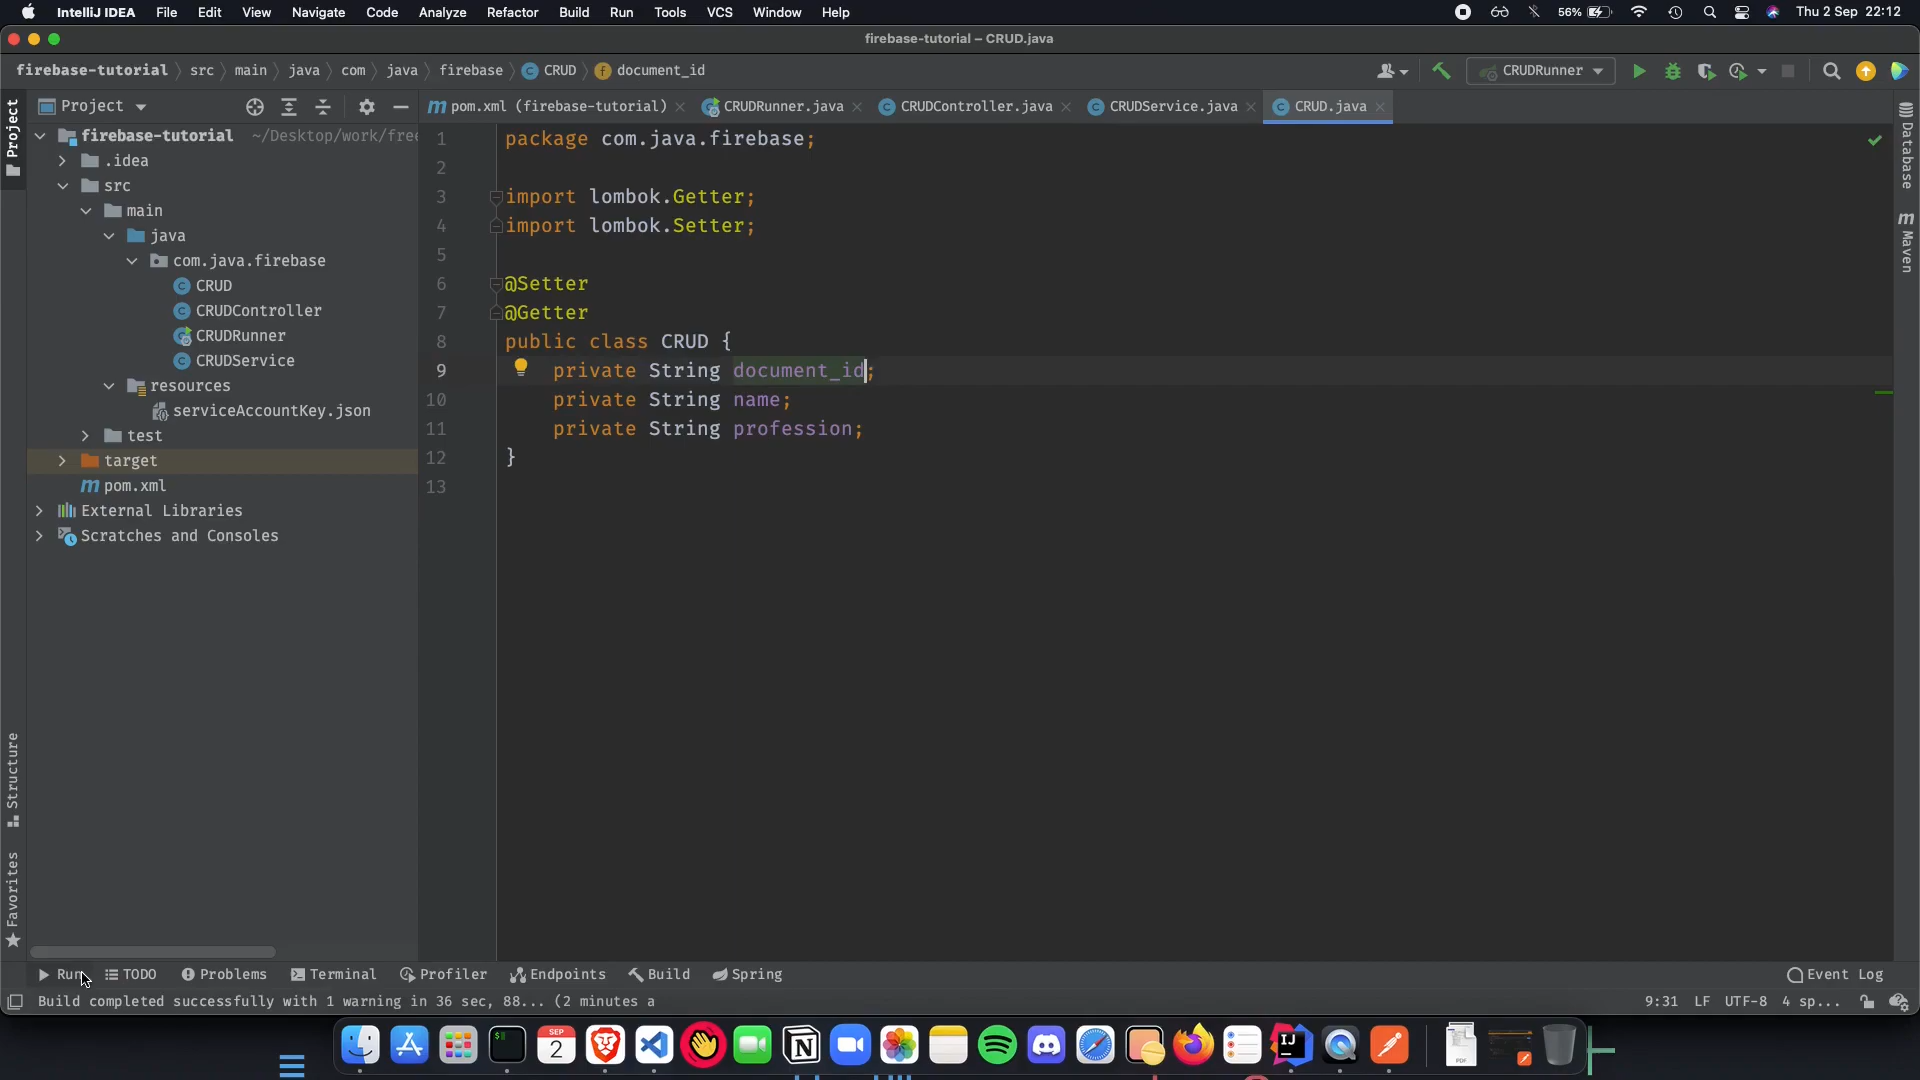 IntelliJ IDEA File Edit View Navigate Code Analyze Refactor Build Run Tools VCS Window Help 56% Thu 2 Sep 22:12
firebase-tutorial – CRUD.java
firebase-tutorial src main java com java firebase CRUD document_id CRUDRunner
Project
pom.xml (firebase-tutorial) CRUDRunner.java CRUDController.java CRUDService.java CRUD.java
firebase-tutorial ~/Desktop/work/free
.idea
src
main
java
com.java.firebase
CRUD
CRUDController
CRUDRunner
CRUDService
resources
serviceAccountKey.json
test
target
pom.xml
External Libraries
Scratches and Consoles
1 package com.java.firebase;
2
3 import lombok.Getter;
4 import lombok.Setter;
5
6 @Setter
7 @Getter
8 public class CRUD {
9 private String document_id;
10 private String name;
11 private String profession;
12 }
13
Project
Structure
Favorites
Database
Maven
Run TODO Problems Terminal Profiler Endpoints Build Spring Event Log
Build completed successfully with 1 warning in 36 sec, 88... (2 minutes a 9:31 LF UTF-8 4 sp...
SEP
2
IJ
PDF